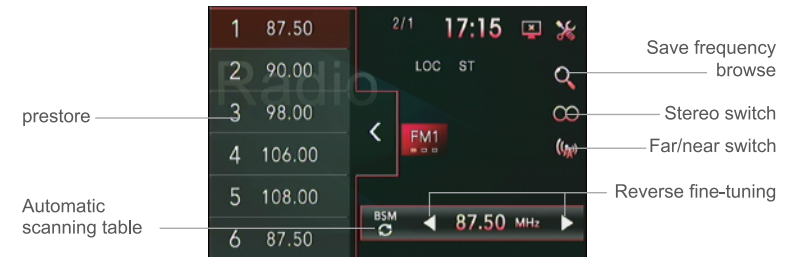 1 87.50
2/1 17:15
2 90.00
LOC ST
Radio
Save frequency
browse
prestore
3 98.00
Stereo switch
FM1
4 106.00
Far/near switch
5 108.00
Reverse fine-tuning
Automatic
scanning table
BSM
87.50 MHz
6 87.50